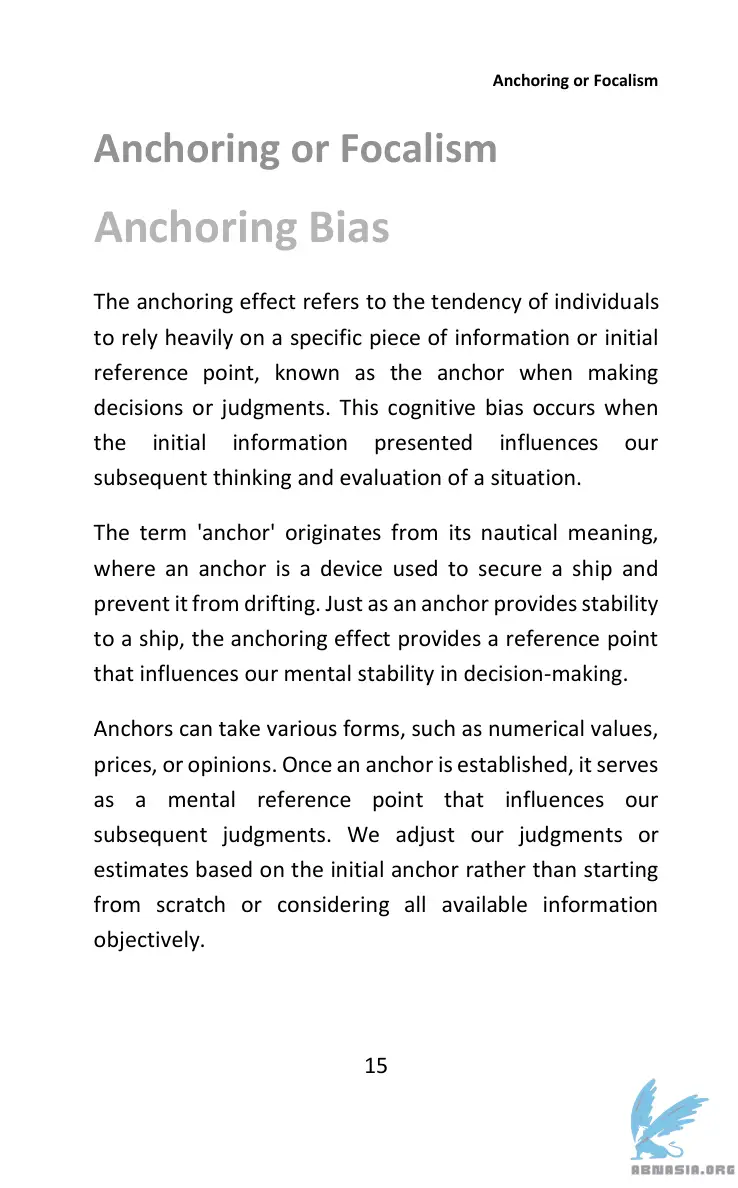 Anchoring or Focalism
Anchoring or Focalism
Anchoring Bias
The anchoring effect refers to the tendency of individuals
to rely heavily on a specific piece of information or initial
reference point, known as the anchor when making
decisions or judgments. This cognitive bias occurs when
the initial information presented influences our
subsequent thinking and evaluation of a situation.
The term 'anchor' originates from its nautical meaning,
where an anchor is a device used to secure a ship and
prevent it from drifting. Just as an anchor provides stability
to a ship, the anchoring effect provides a reference point
that influences our mental stability in decision-making.
Anchors can take various forms, such as numerical values,
prices, or opinions. Once an anchor is established, it serves
as a mental reference point that influences our
subsequent judgments. We adjust our judgments or
estimates based on the initial anchor rather than starting
from scratch or considering all available information
objectively.
15
ABNASIA.ORG